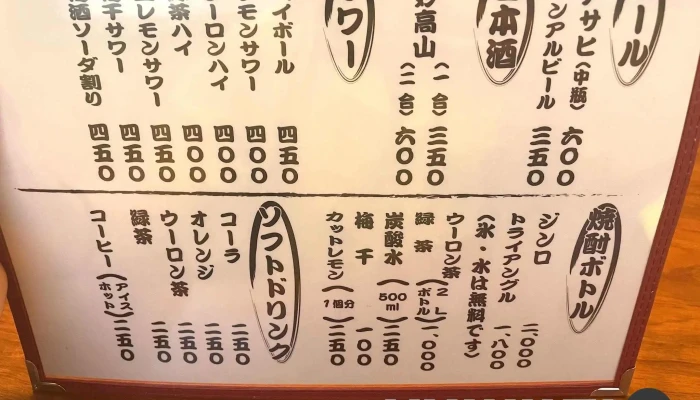 ール
サヒ(中瓶) 六〇〇
ンアルビール 三五〇
本酒
妙高山(一合) 三五〇
(二合) 六〇〇
ワー
イボール 四五〇
モンサワー 四〇〇
ーロンハイ 四〇〇
茶ハイ 四〇〇
レモンサワー 四五〇
干サワー 四五〇
酒ソーダ割り 四五〇
焼酎ボトル
ジンロ 二、〇〇〇
トライアングル 一、八〇〇
(氷・水は無料です)
ウーロン茶
緑茶(2Lボトル) 一、〇〇〇
炭酸水(500ml) 二五〇
梅干 一〇〇
カットレモン(1個分) 二五〇
ソフトドリンク
コーラ 二五〇
オレンジ 二五〇
ウーロン茶 二五〇
緑茶 二五〇
コーヒー(アイスホット) 二五〇